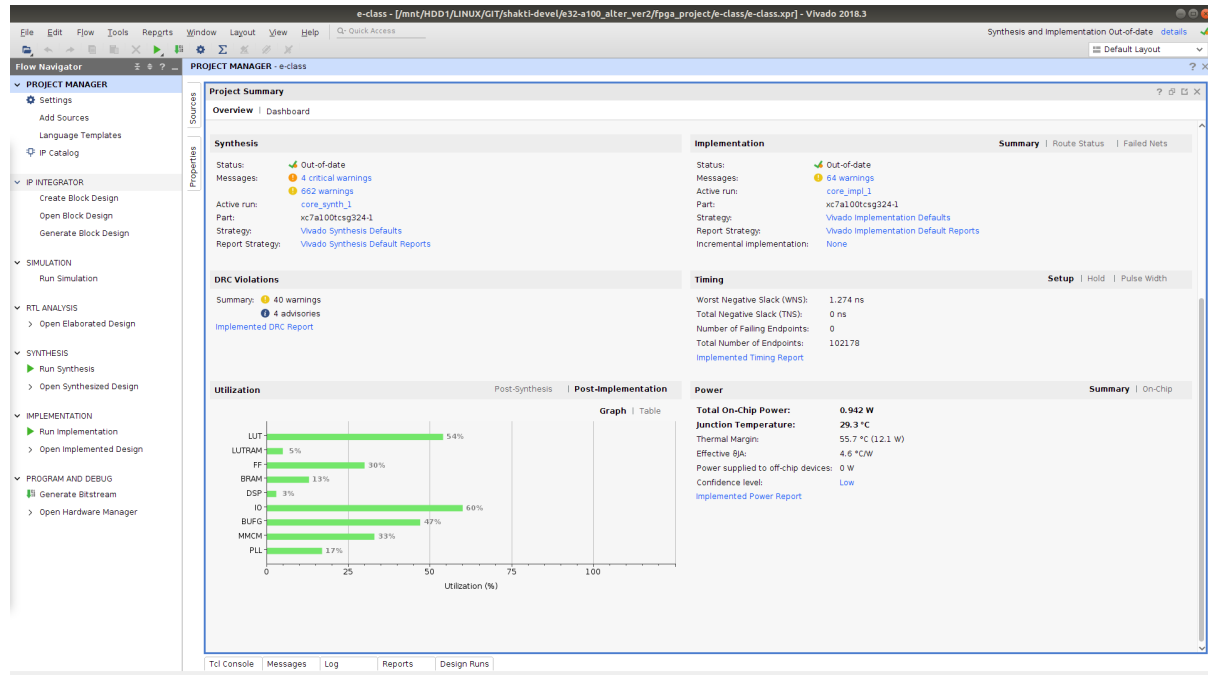 e-class - [/mnt/HDD1/LINUX/GIT/shakti-devel/e32-a100_alter_ver2/fpga_project/e-class/e-class.xpr] - Vivado 2018.3
File Edit Flow Tools Reports Window Layout View Help Q- Quick Access
Synthesis and Implementation Out-of-date details
Default Layout
Flow Navigator
PROJECT MANAGER
Settings
Add Sources
Language Templates
IP Catalog
IP INTEGRATOR
Create Block Design
Open Block Design
Generate Block Design
SIMULATION
Run Simulation
RTL ANALYSIS
Open Elaborated Design
SYNTHESIS
Run Synthesis
Open Synthesized Design
IMPLEMENTATION
Run Implementation
Open Implemented Design
PROGRAM AND DEBUG
Generate Bitstream
Open Hardware Manager
PROJECT MANAGER - e-class
Sources
Properties
Project Summary
Overview | Dashboard
Synthesis
Status: Out-of-date
Messages: 4 critical warnings
662 warnings
Active run: core_synth_1
Part: xc7a100tcsg324-1
Strategy: Vivado Synthesis Defaults
Report Strategy: Vivado Synthesis Default Reports
Implementation Summary | Route Status | Failed Nets
Status: Out-of-date
Messages: 64 warnings
Active run: core_impl_1
Part: xc7a100tcsg324-1
Strategy: Vivado Implementation Defaults
Report Strategy: Vivado Implementation Default Reports
Incremental implementation: None
DRC Violations
Summary: 40 warnings
4 advisories
Implemented DRC Report
Timing Setup | Hold | Pulse Width
Worst Negative Slack (WNS): 1.274 ns
Total Negative Slack (TNS): 0 ns
Number of Failing Endpoints: 0
Total Number of Endpoints: 102178
Implemented Timing Report
Utilization Post-Synthesis | Post-Implementation
Graph | Table
LUT 54%
LUTRAM 5%
FF 30%
BRAM 13%
DSP 3%
IO 60%
BUFG 47%
MMCM 33%
PLL 17%
0 25 50 75 100
Utilization (%)
Power Summary | On-Chip
Total On-Chip Power: 0.942 W
Junction Temperature: 29.3 °C
Thermal Margin: 55.7 °C (12.1 W)
Effective θJA: 4.6 °C/W
Power supplied to off-chip devices: 0 W
Confidence level: Low
Implemented Power Report
Tcl Console Messages Log Reports Design Runs